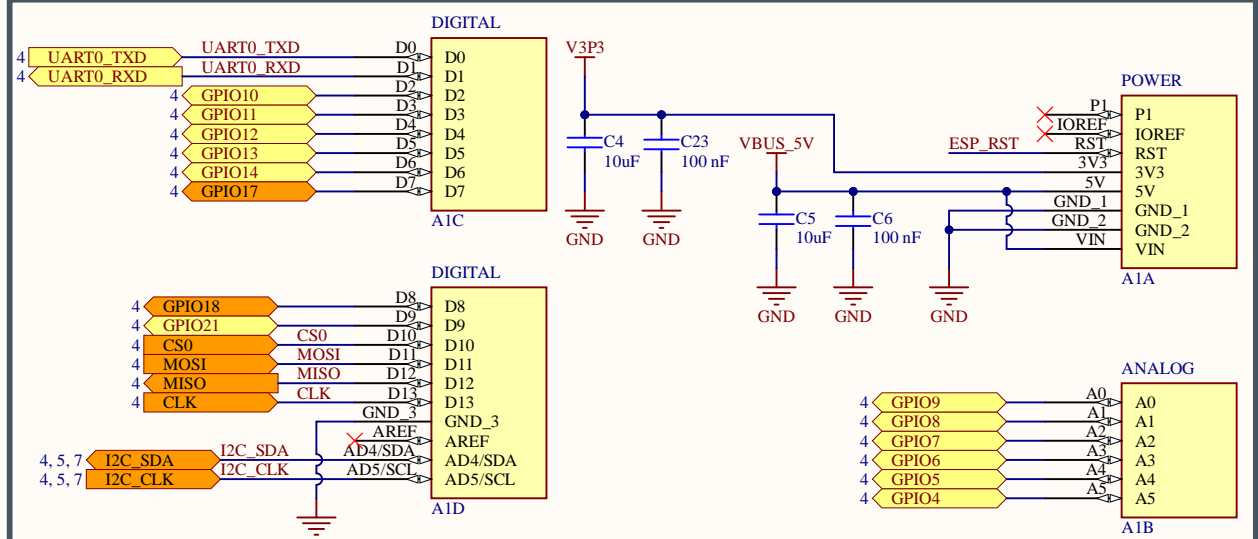 DIGITAL
4 UART0_TXD UART0_TXD D0 D0
4 UART0_RXD UART0_RXD D1 D1
4 GPIO10 D2 D2
4 GPIO11 D3 D3
4 GPIO12 D4 D4
4 GPIO13 D5 D5
4 GPIO14 D6 D6
4 GPIO17 D7 D7
A1C
V3P3
C4
10uF
C23
100 nF
GND
GND
VBUS_5V
C5
10uF
C6
100 nF
GND
GND
GND
POWER
P1 P1
IOREF IOREF
ESP_RST RST RST
3V3 3V3
5V 5V
GND_1 GND_1
GND_2 GND_2
VIN VIN
A1A
DIGITAL
4 GPIO18 D8 D8
4 GPIO21 D9 D9
4 CS0 CS0 D10 D10
4 MOSI MOSI D11 D11
4 MISO MISO D12 D12
4 CLK CLK D13 D13
GND_3 GND_3
AREF AREF
4, 5, 7 I2C_SDA I2C_SDA AD4/SDA AD4/SDA
4, 5, 7 I2C_CLK I2C_CLK AD5/SCL AD5/SCL
A1D
ANALOG
4 GPIO9 A0 A0
4 GPIO8 A1 A1
4 GPIO7 A2 A2
4 GPIO6 A3 A3
4 GPIO5 A4 A4
4 GPIO4 A5 A5
A1B